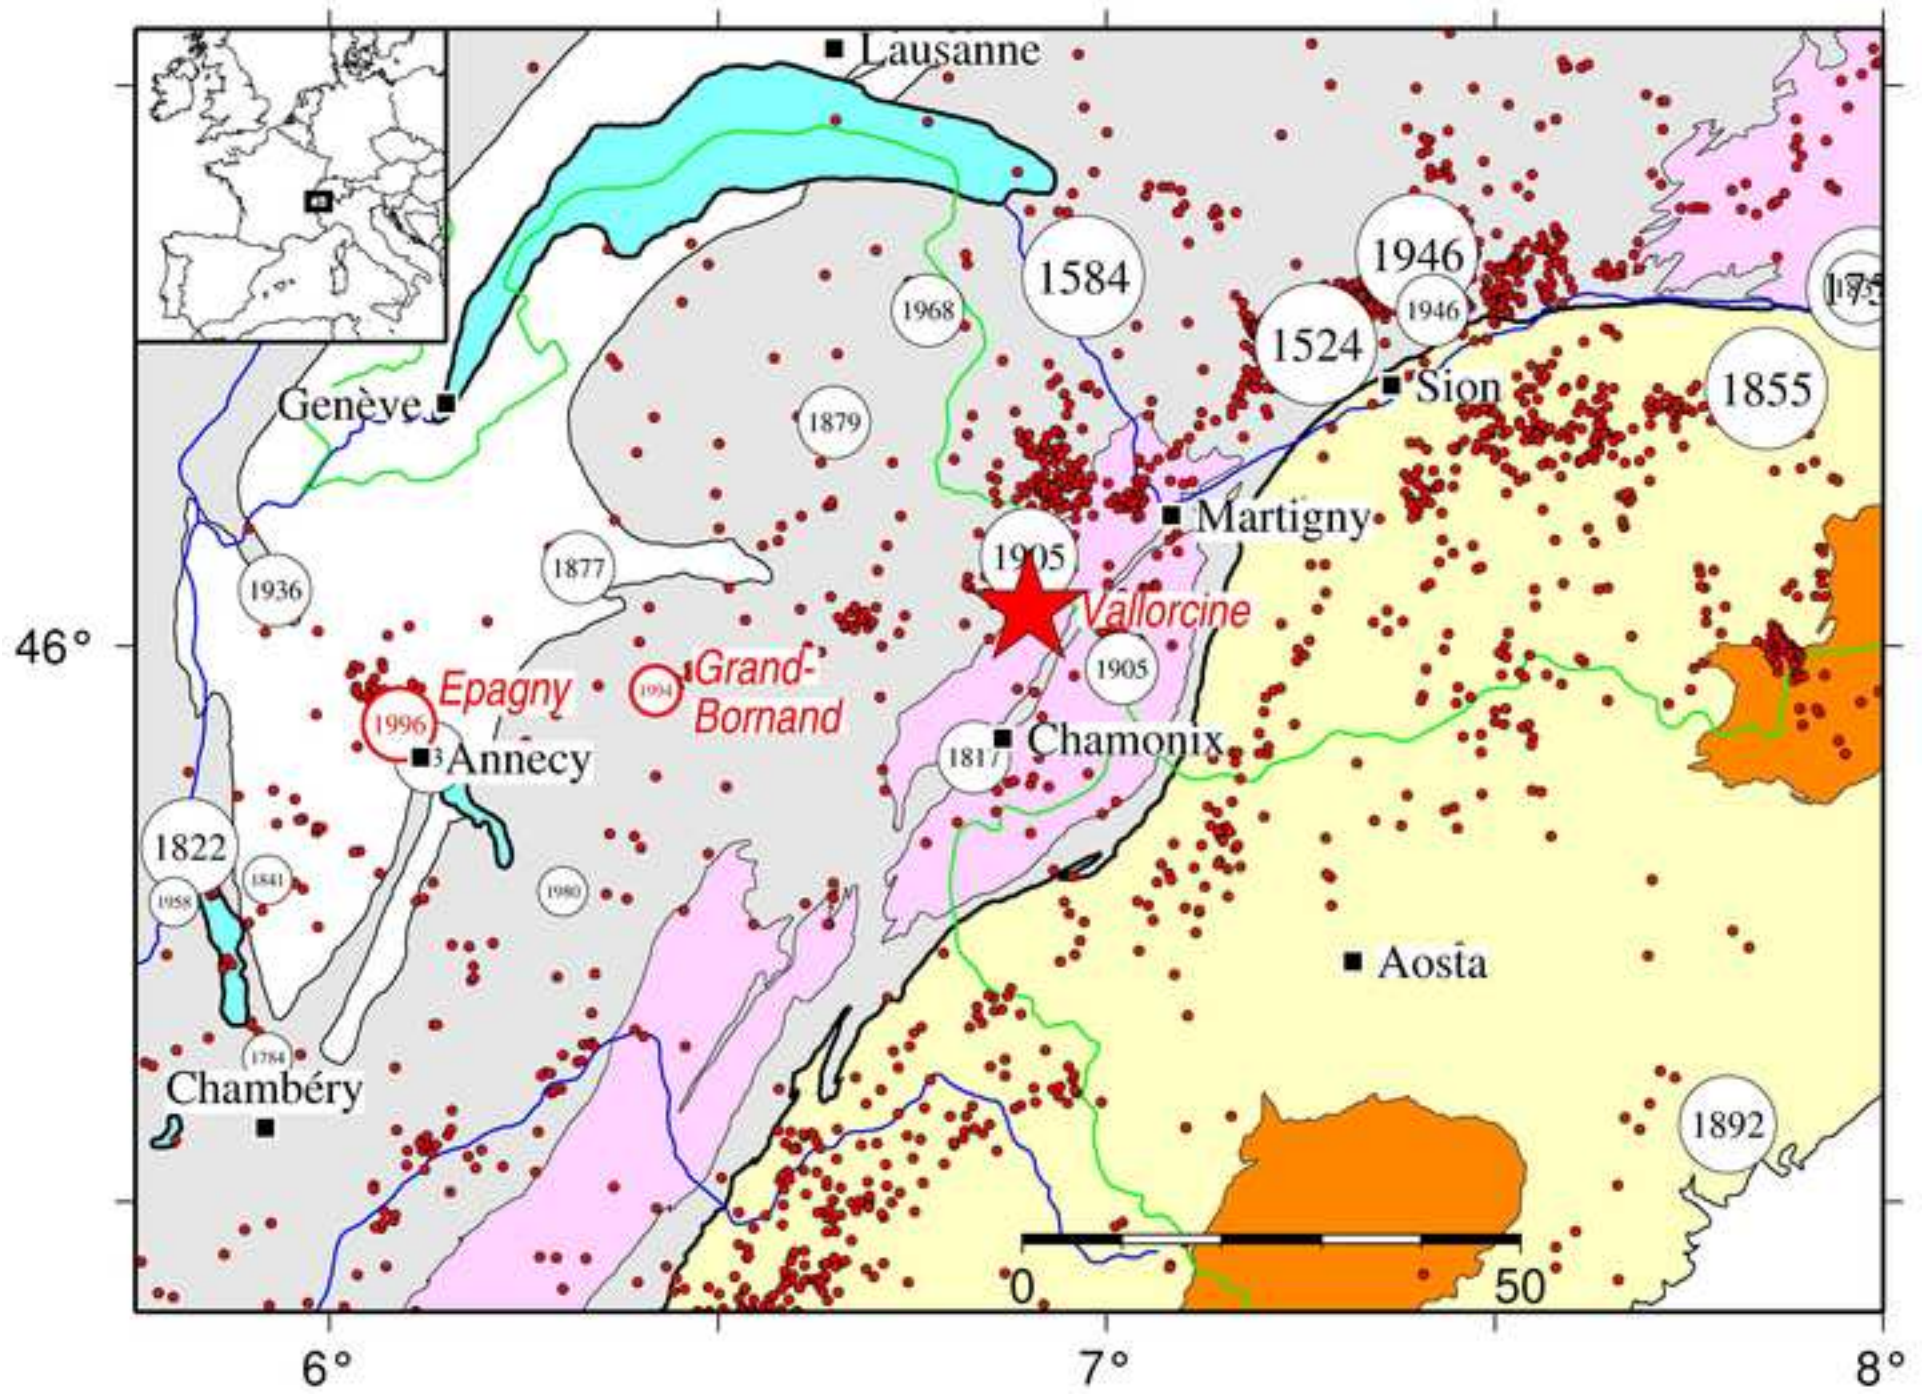 Lausanne
1584
1946
1968
1946
1524
Genève
Sion
1855
1879
Martigny
1905
1877
1936
46°
Vallorcine
1905
Epagny
1994
Grand-
Bornand
1996
Chamonix
1817
Annecy
1822
1841
1980
1958
Aosta
1784
Chambéry
1892
0 50
6° 7° 8°